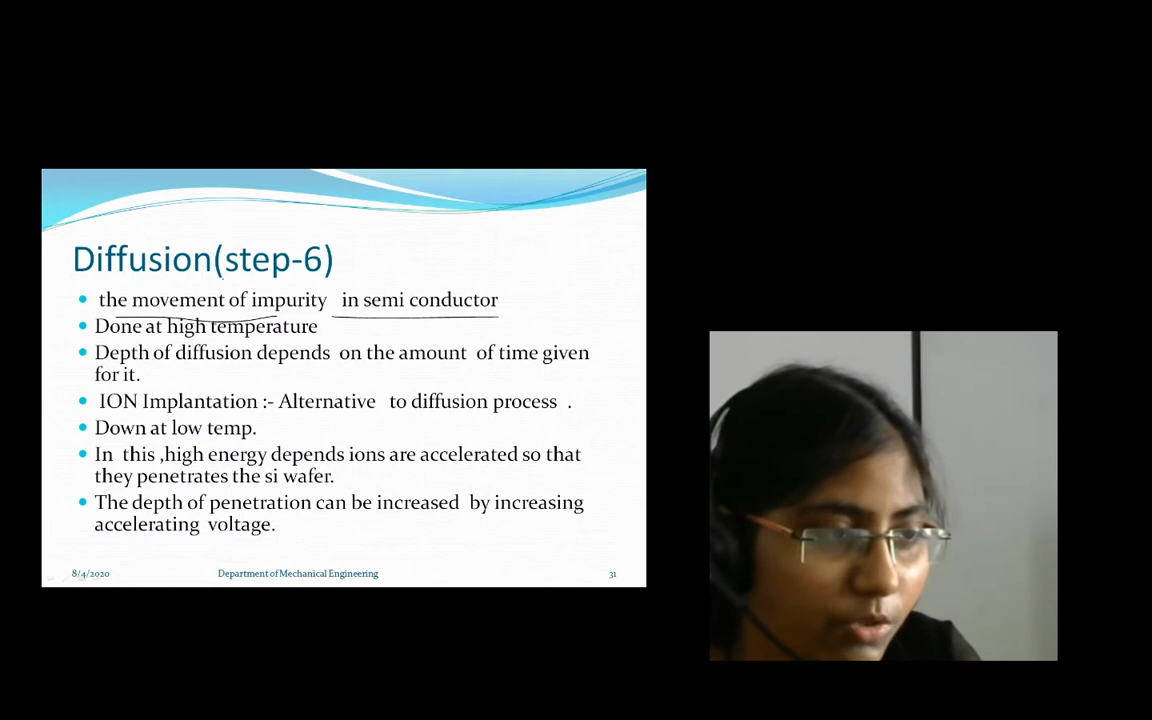 Diffusion(step-6)
the movement of impurity in semi conductor
Done at high temperature
Depth of diffusion depends on the amount of time given
for it.
ION Implantation :- Alternative to diffusion process .
Down at low temp.
In this ,high energy depends ions are accelerated so that
they penetrates the si wafer.
The depth of penetration can be increased by increasing
accelerating voltage.
8/4/2020 Department of Mechanical Engineering 31